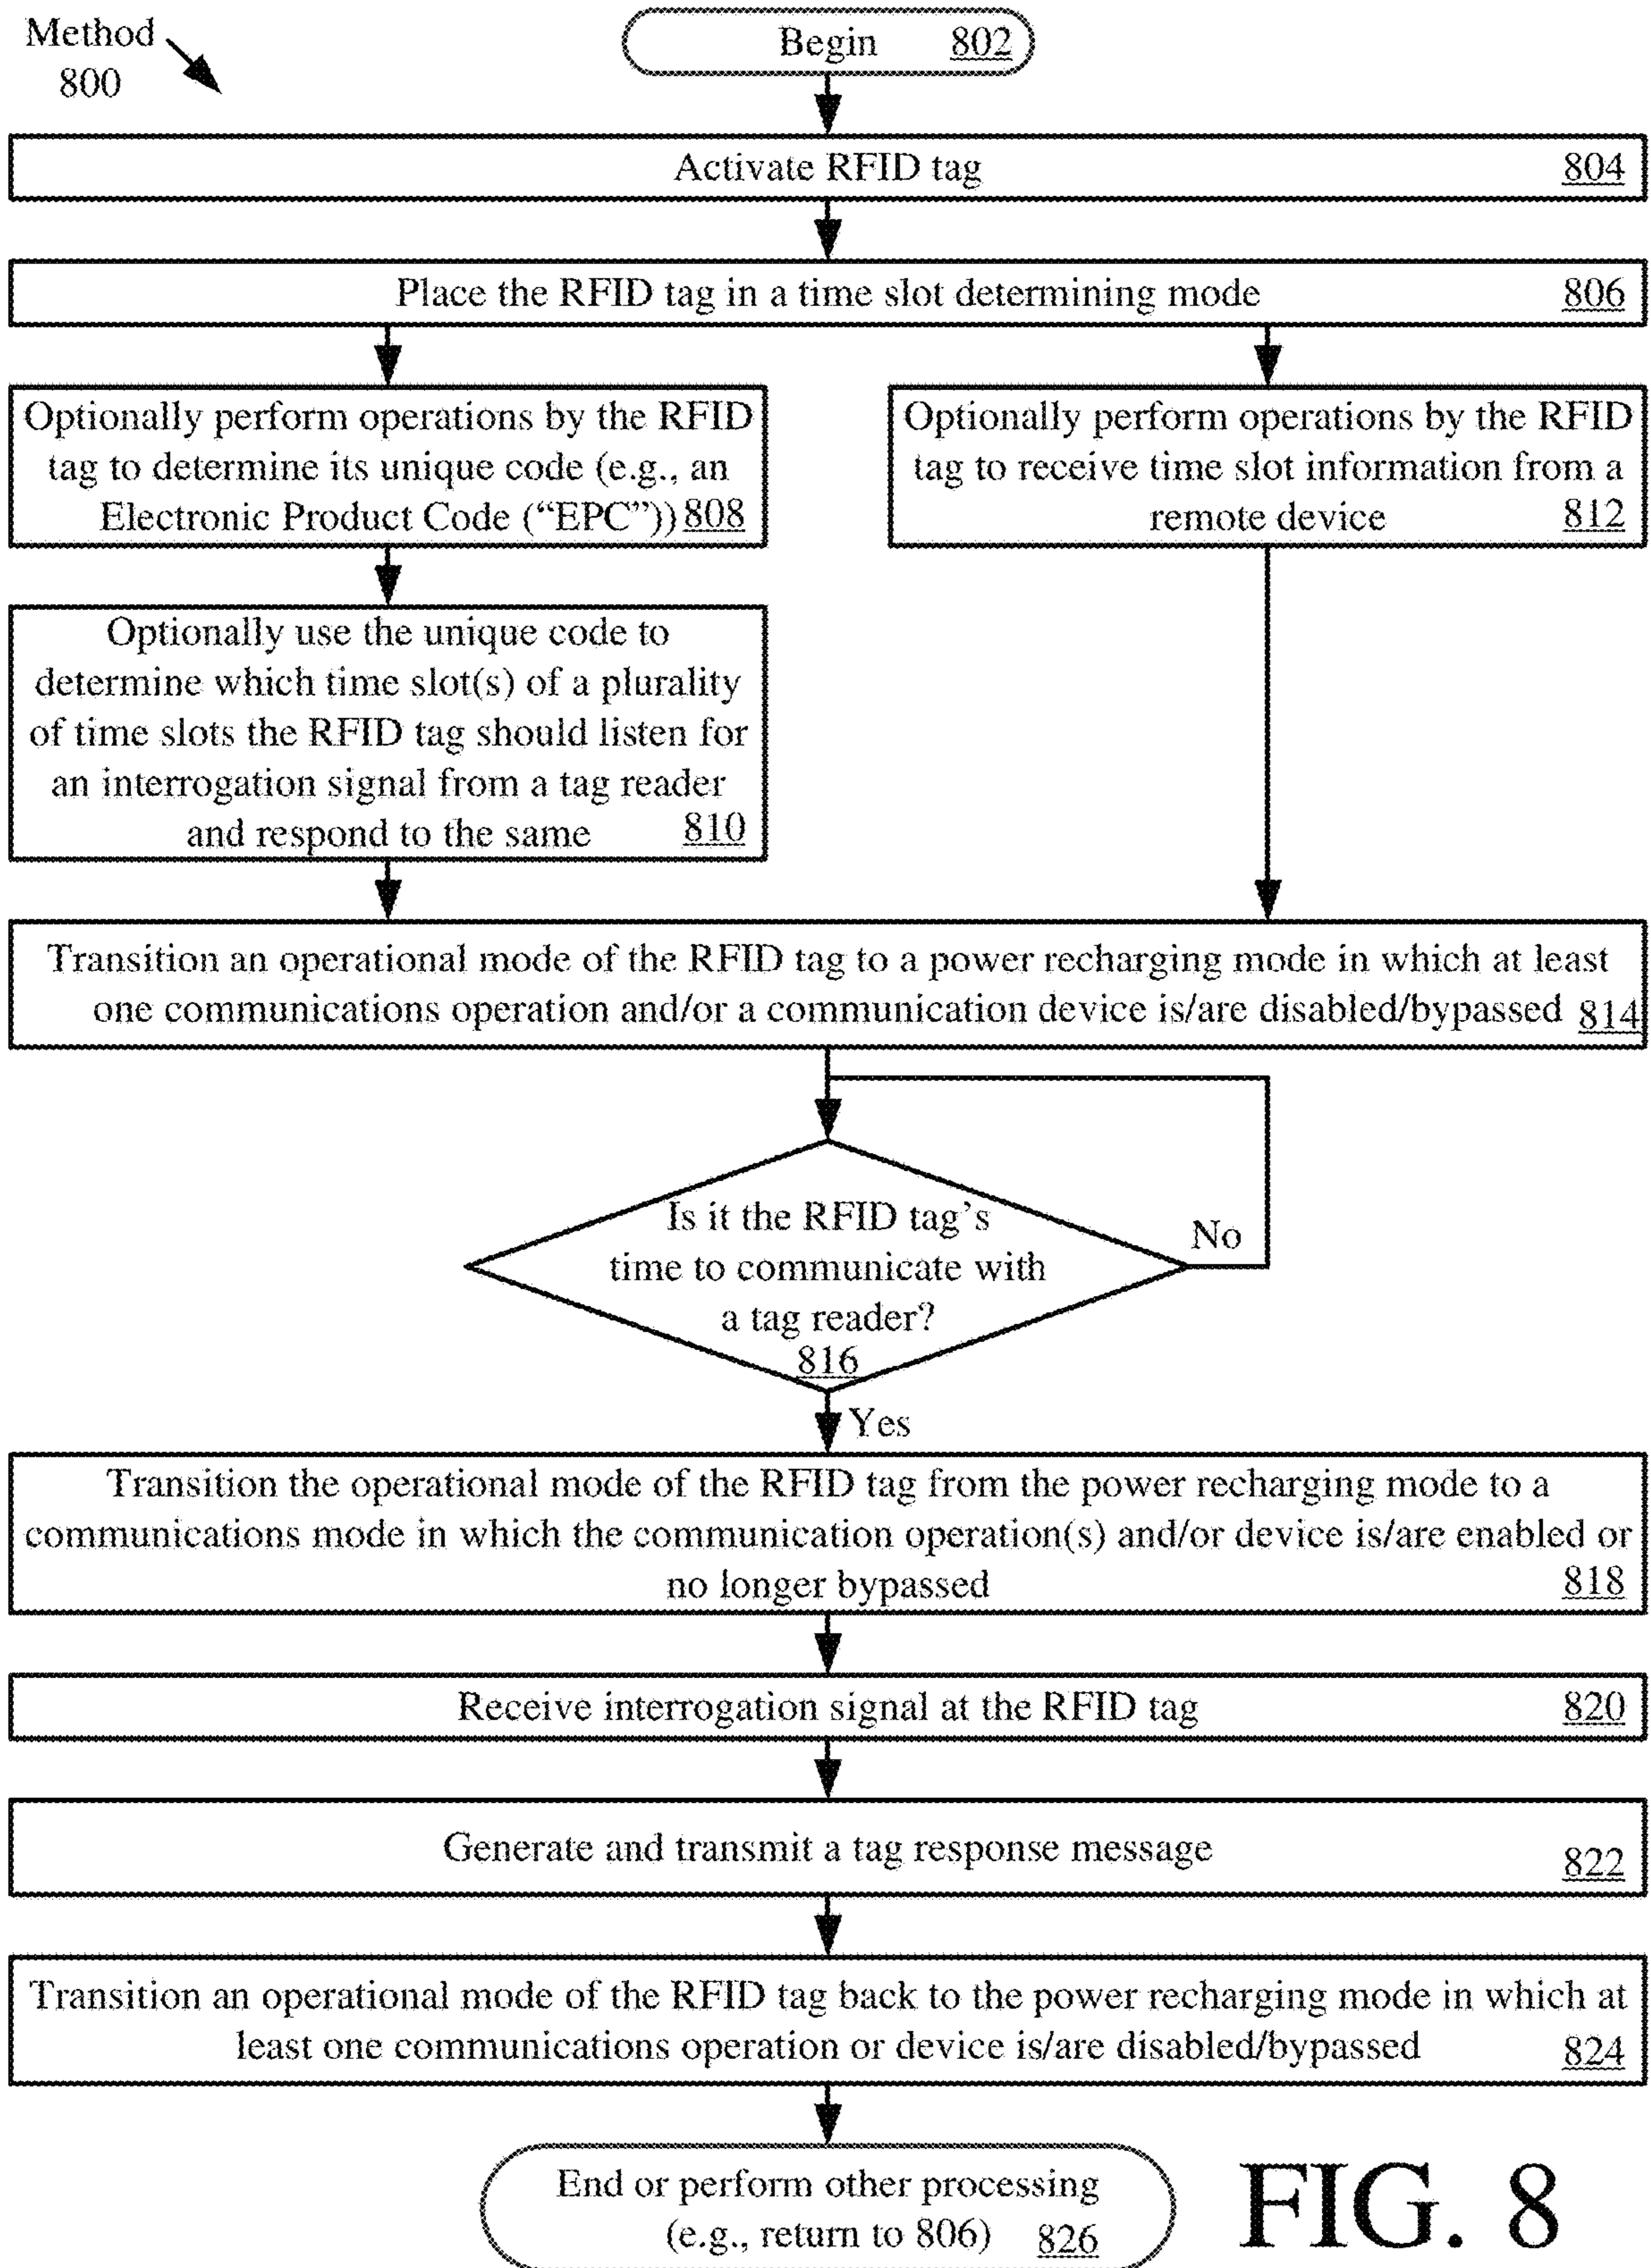 Method
800
Begin 802
Activate RFID tag 804
Place the RFID tag in a time slot determining mode 806
Optionally perform operations by the RFID
tag to determine its unique code (e.g., an
Electronic Product Code (“EPC”)) 808
Optionally perform operations by the RFID
tag to receive time slot information from a
remote device 812
Optionally use the unique code to
determine which time slot(s) of a plurality
of time slots the RFID tag should listen for
an interrogation signal from a tag reader
and respond to the same 810
Transition an operational mode of the RFID tag to a power recharging mode in which at least
one communications operation and/or a communication device is/are disabled/bypassed 814
Is it the RFID tag’s
time to communicate with
a tag reader?
816
No
Yes
Transition the operational mode of the RFID tag from the power recharging mode to a
communications mode in which the communication operation(s) and/or device is/are enabled or
no longer bypassed 818
Receive interrogation signal at the RFID tag 820
Generate and transmit a tag response message 822
Transition an operational mode of the RFID tag back to the power recharging mode in which at
least one communications operation or device is/are disabled/bypassed 824
End or perform other processing
(e.g., return to 806) 826
FIG. 8